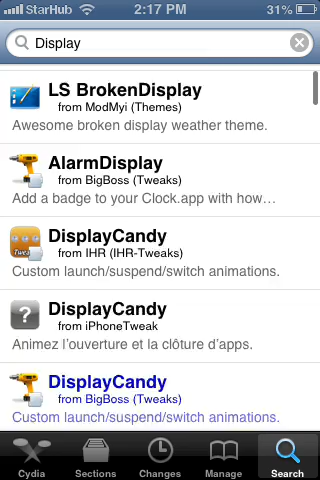 StarHub 2:17 PM 31%
Display
LS BrokenDisplay
from ModMyi (Themes)
Awesome broken display weather theme.
AlarmDisplay
from BigBoss (Tweaks)
Add a badge to your Clock.app with how…
DisplayCandy
from IHR (IHR-Tweaks)
Custom launch/suspend/switch animations.
DisplayCandy
from iPhoneTweak
Animez l'ouverture et la clôture d'apps.
DisplayCandy
from BigBoss (Tweaks)
Custom launch/suspend/switch animations.
Cydia Sections Changes Manage Search